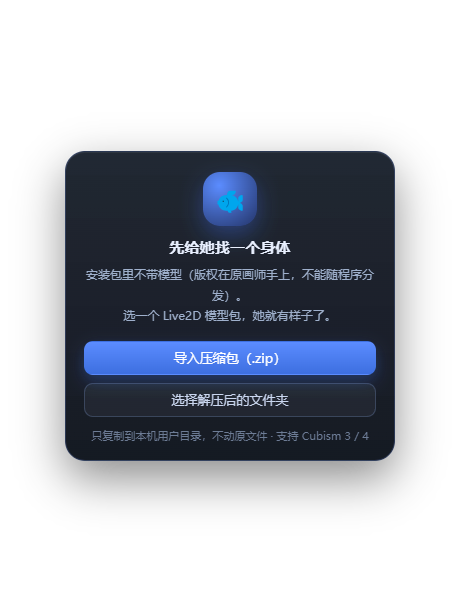 先给她找一个身体
安装包里不带模型（版权在原画师手上，不能随程序分
发）。
选一个 Live2D 模型包，她就有样子了。
导入压缩包（.zip）
选择解压后的文件夹
只复制到本机用户目录，不动原文件 · 支持 Cubism 3 / 4